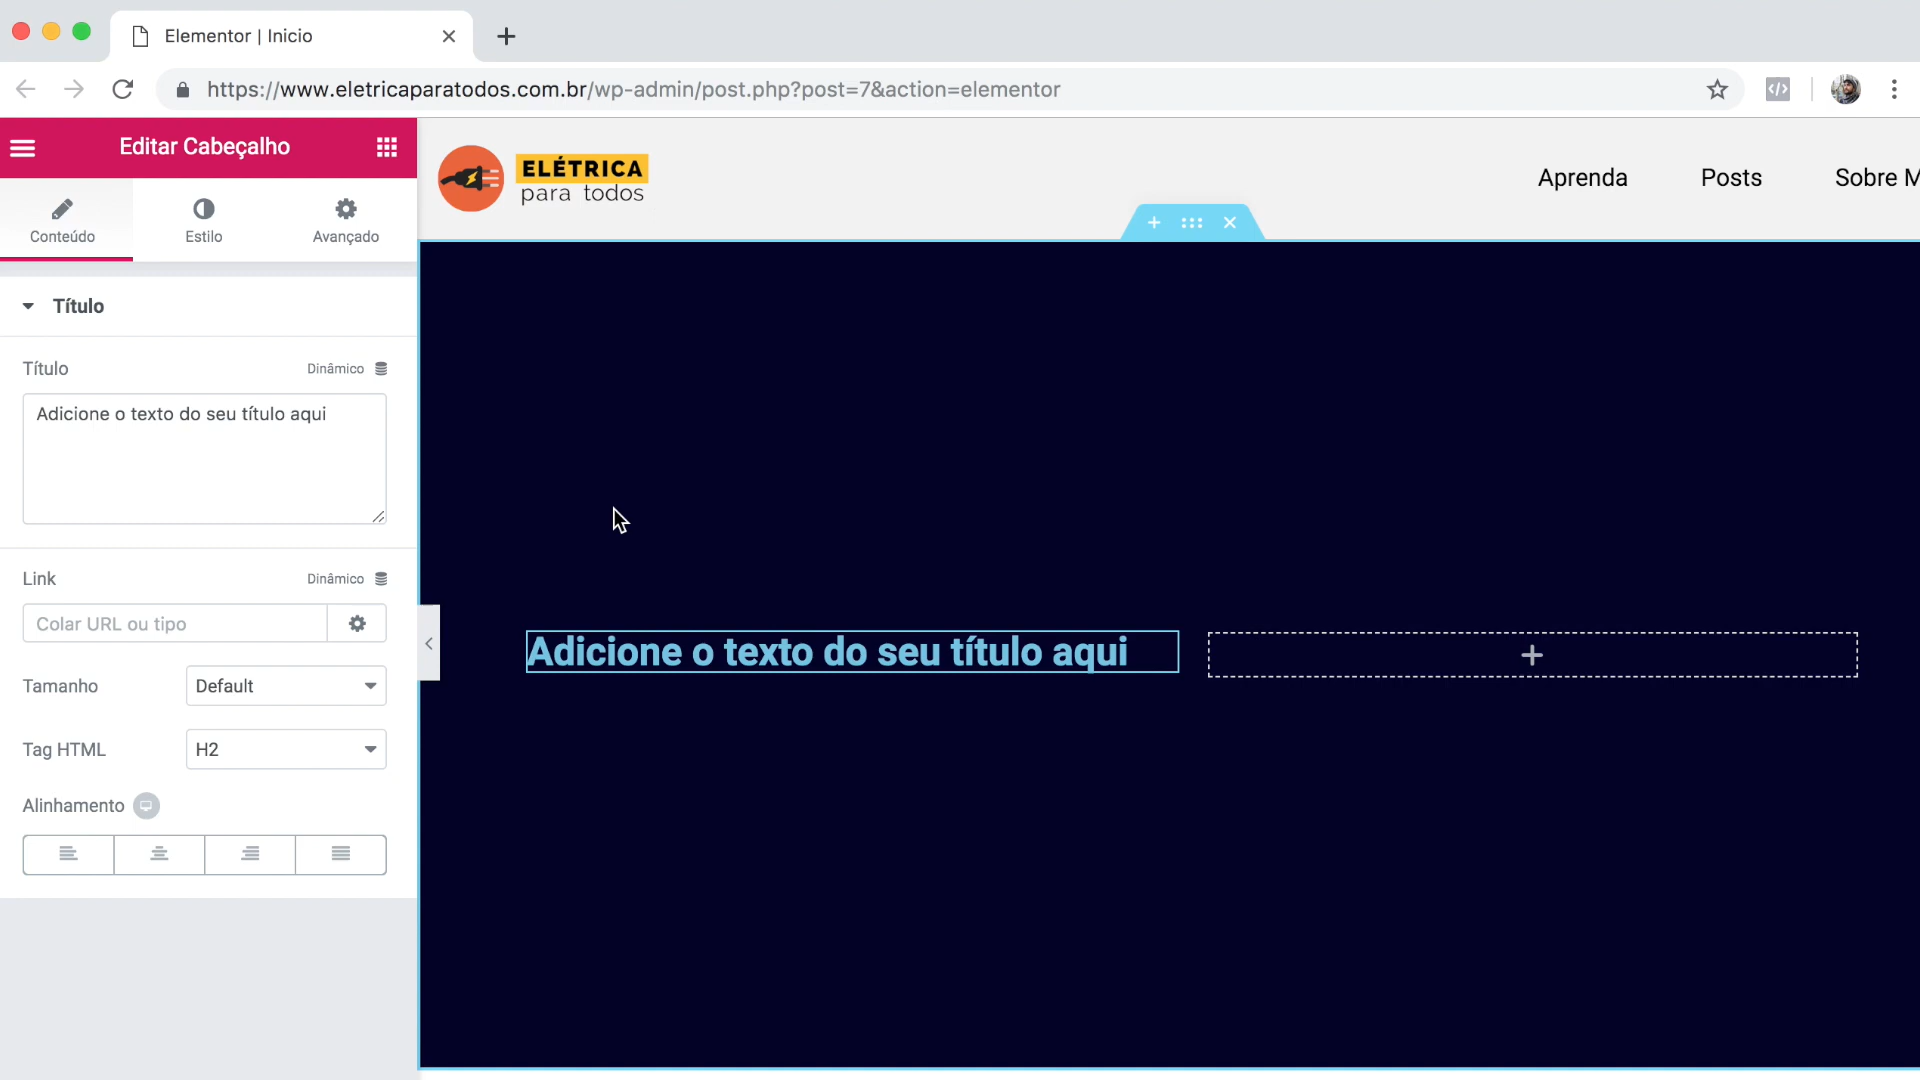 Elementor | Inicio
https://www.eletricaparatodos.com.br/wp-admin/post.php?post=7&action=elementor
Editar Cabeçalho
Conteúdo
Estilo
Avançado
Título
Título
Dinâmico
Adicione o texto do seu título aqui
Link
Dinâmico
Colar URL ou tipo
Tamanho
Default
Tag HTML
H2
Alinhamento
ELÉTRICA
para todos
Aprenda
Posts
Sobre M
Adicione o texto do seu título aqui